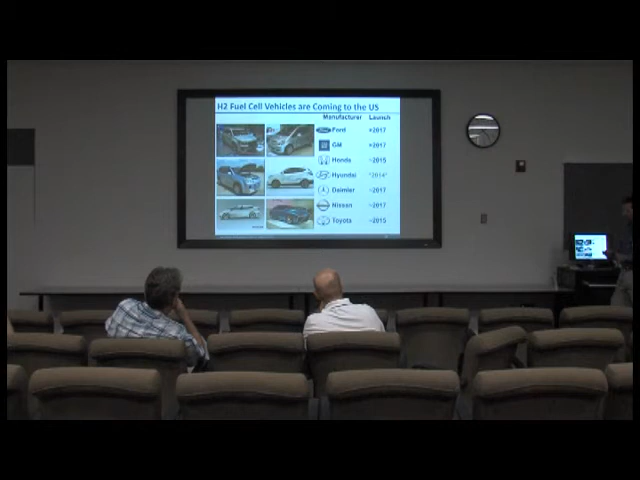 H2 Fuel Cell Vehicles are Coming to the US
Manufacturer Launch
Ford >2017
GM >2017
Honda ~2015
Hyundai "2014"
Daimler ~2017
Nissan ~2017
Toyota ~2015